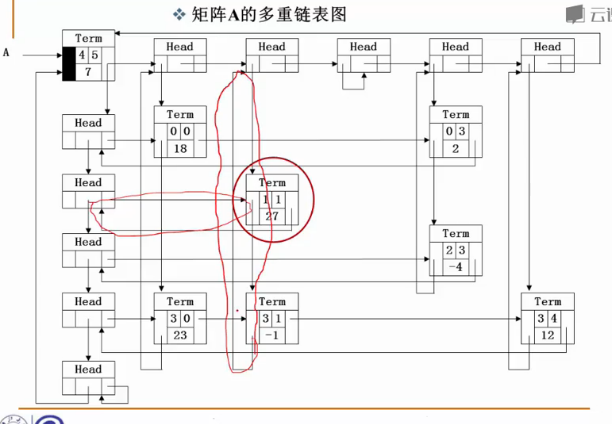 ❖ 矩阵A的多重链表图
A
Term
4 5
7
Head
Head
Head
Head
Head
Head
Term
0 0
18
Term
0 3
2
Head
Term
1 1
27
Head
Term
2 3
-4
Head
Term
3 0
23
Term
3 1
-1
Term
3 4
12
Head